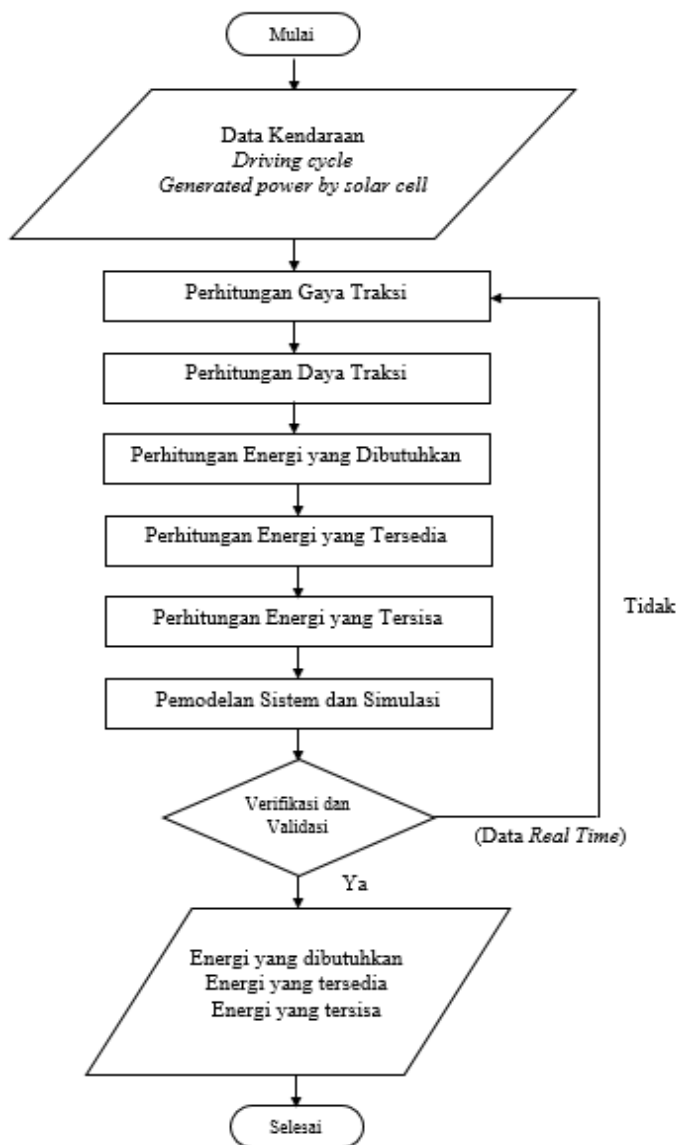 Mulai
Data Kendaraan
Driving cycle
Generated power by solar cell
Perhitungan Gaya Traksi
Perhitungan Daya Traksi
Perhitungan Energi yang Dibutuhkan
Perhitungan Energi yang Tersedia
Perhitungan Energi yang Tersisa
Tidak
Pemodelan Sistem dan Simulasi
Verifikasi dan
Validasi
(Data Real Time)
Ya
Energi yang dibutuhkan
Energi yang tersedia
Energi yang tersisa
Selesai